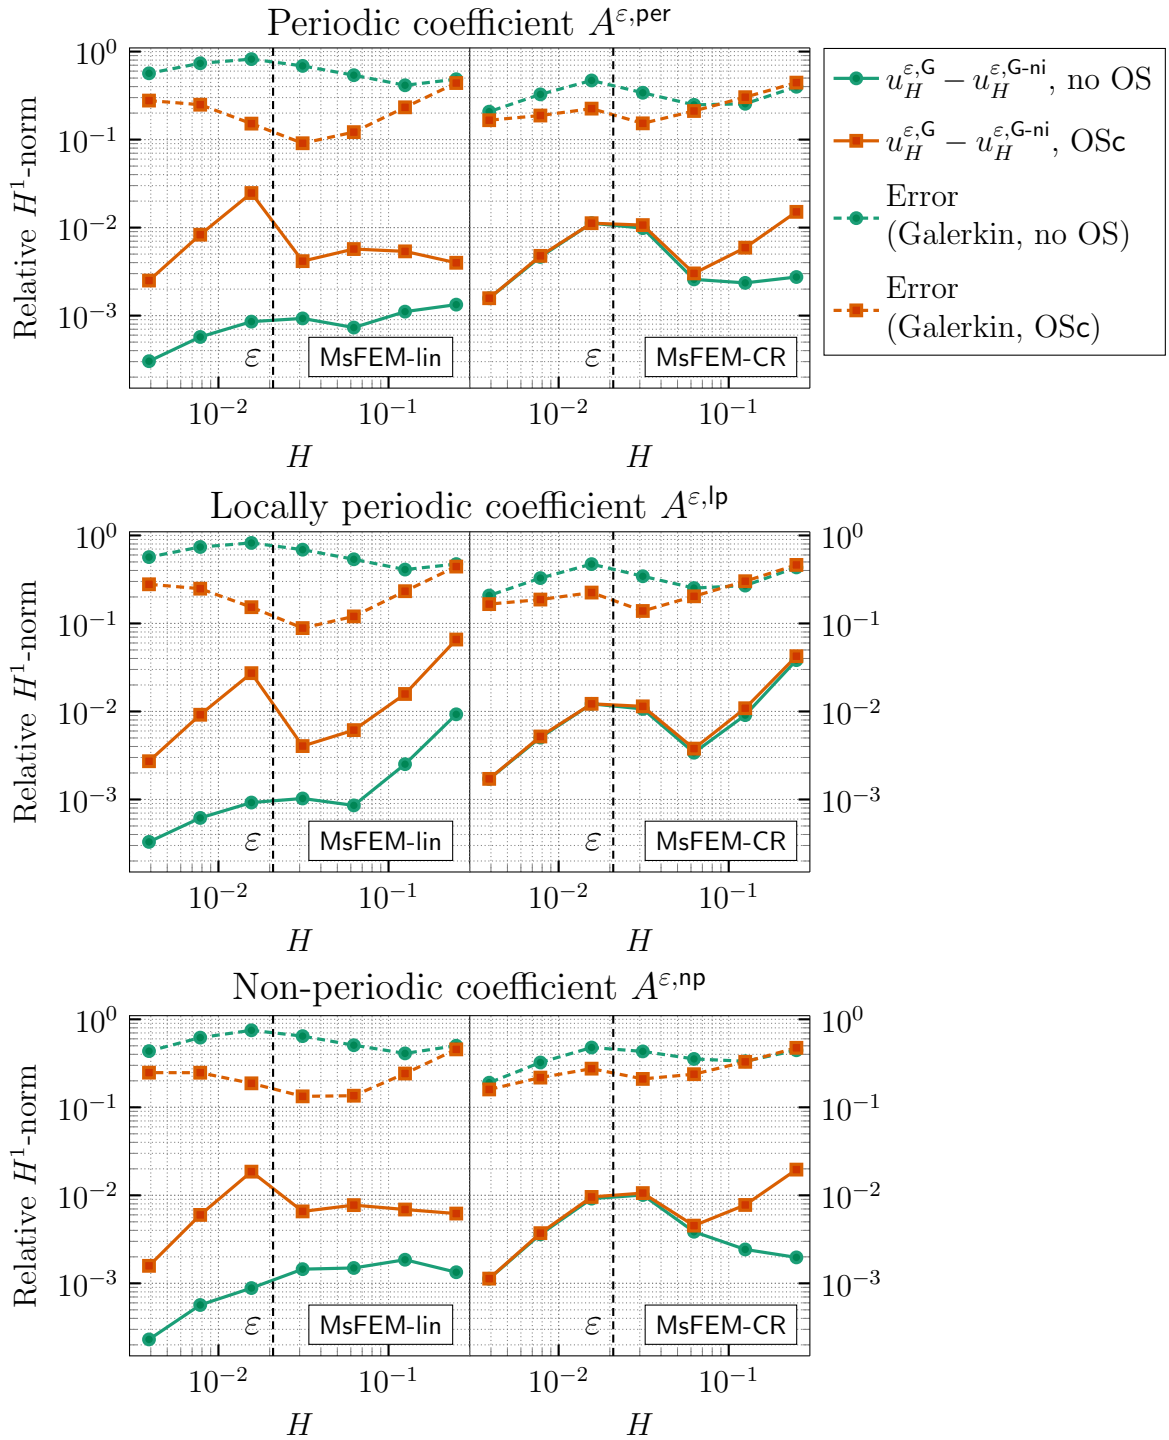 Periodic coefficient A^{ε,per}
Relative H^1-norm
10^0
10^{-1}
10^{-2}
10^{-3}
ε
MsFEM-lin
ε
MsFEM-CR
10^{-2}
10^{-1}
10^{-2}
10^{-1}
H
H
u_H^{ε,G} − u_H^{ε,G-ni}, no OS
u_H^{ε,G} − u_H^{ε,G-ni}, OSc
Error
(Galerkin, no OS)
Error
(Galerkin, OSc)
Locally periodic coefficient A^{ε,lp}
Relative H^1-norm
10^0
10^{-1}
10^{-2}
10^{-3}
ε
MsFEM-lin
ε
MsFEM-CR
10^0
10^{-1}
10^{-2}
10^{-3}
10^{-2}
10^{-1}
10^{-2}
10^{-1}
H
H
Non-periodic coefficient A^{ε,np}
Relative H^1-norm
10^0
10^{-1}
10^{-2}
10^{-3}
ε
MsFEM-lin
ε
MsFEM-CR
10^0
10^{-1}
10^{-2}
10^{-3}
10^{-2}
10^{-1}
10^{-2}
10^{-1}
H
H